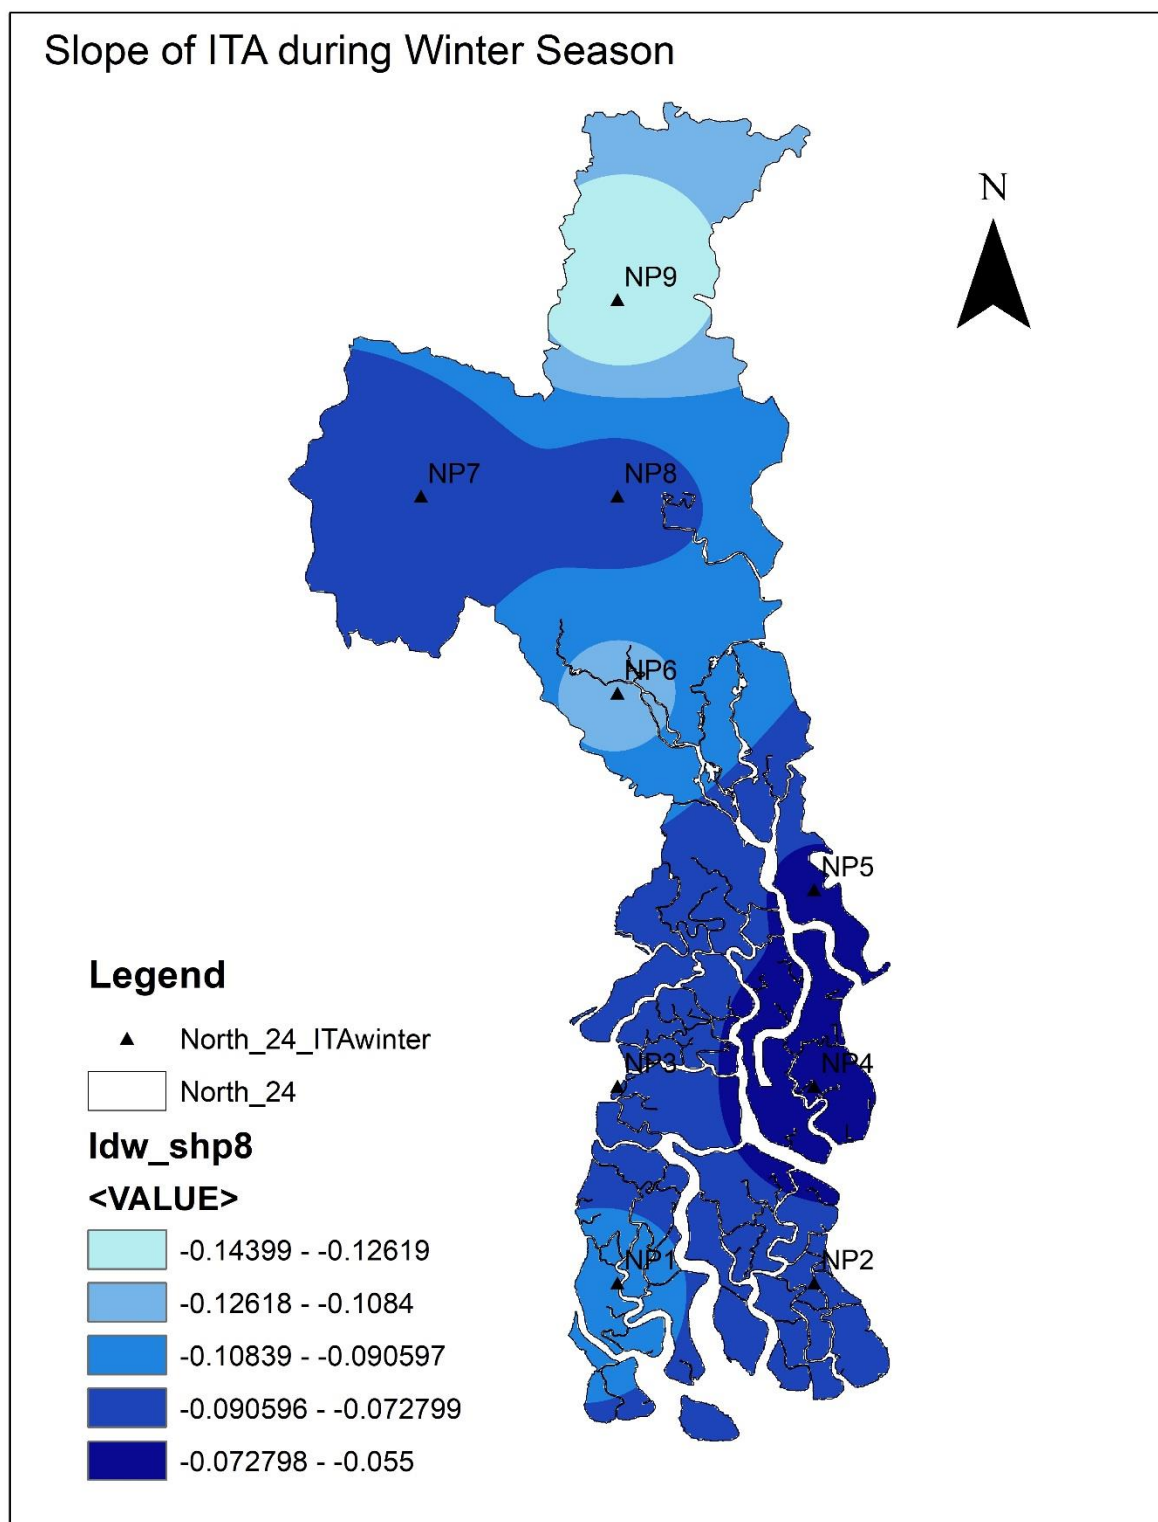 Slope of ITA during Winter Season
N
NP9
NP7
NP8
NP6
NP5
NP3
NP4
NP1
NP2
Legend
North_24_ITAwinter
North_24
Idw_shp8
<VALUE>
-0.14399 - -0.12619
-0.12618 - -0.1084
-0.10839 - -0.090597
-0.090596 - -0.072799
-0.072798 - -0.055